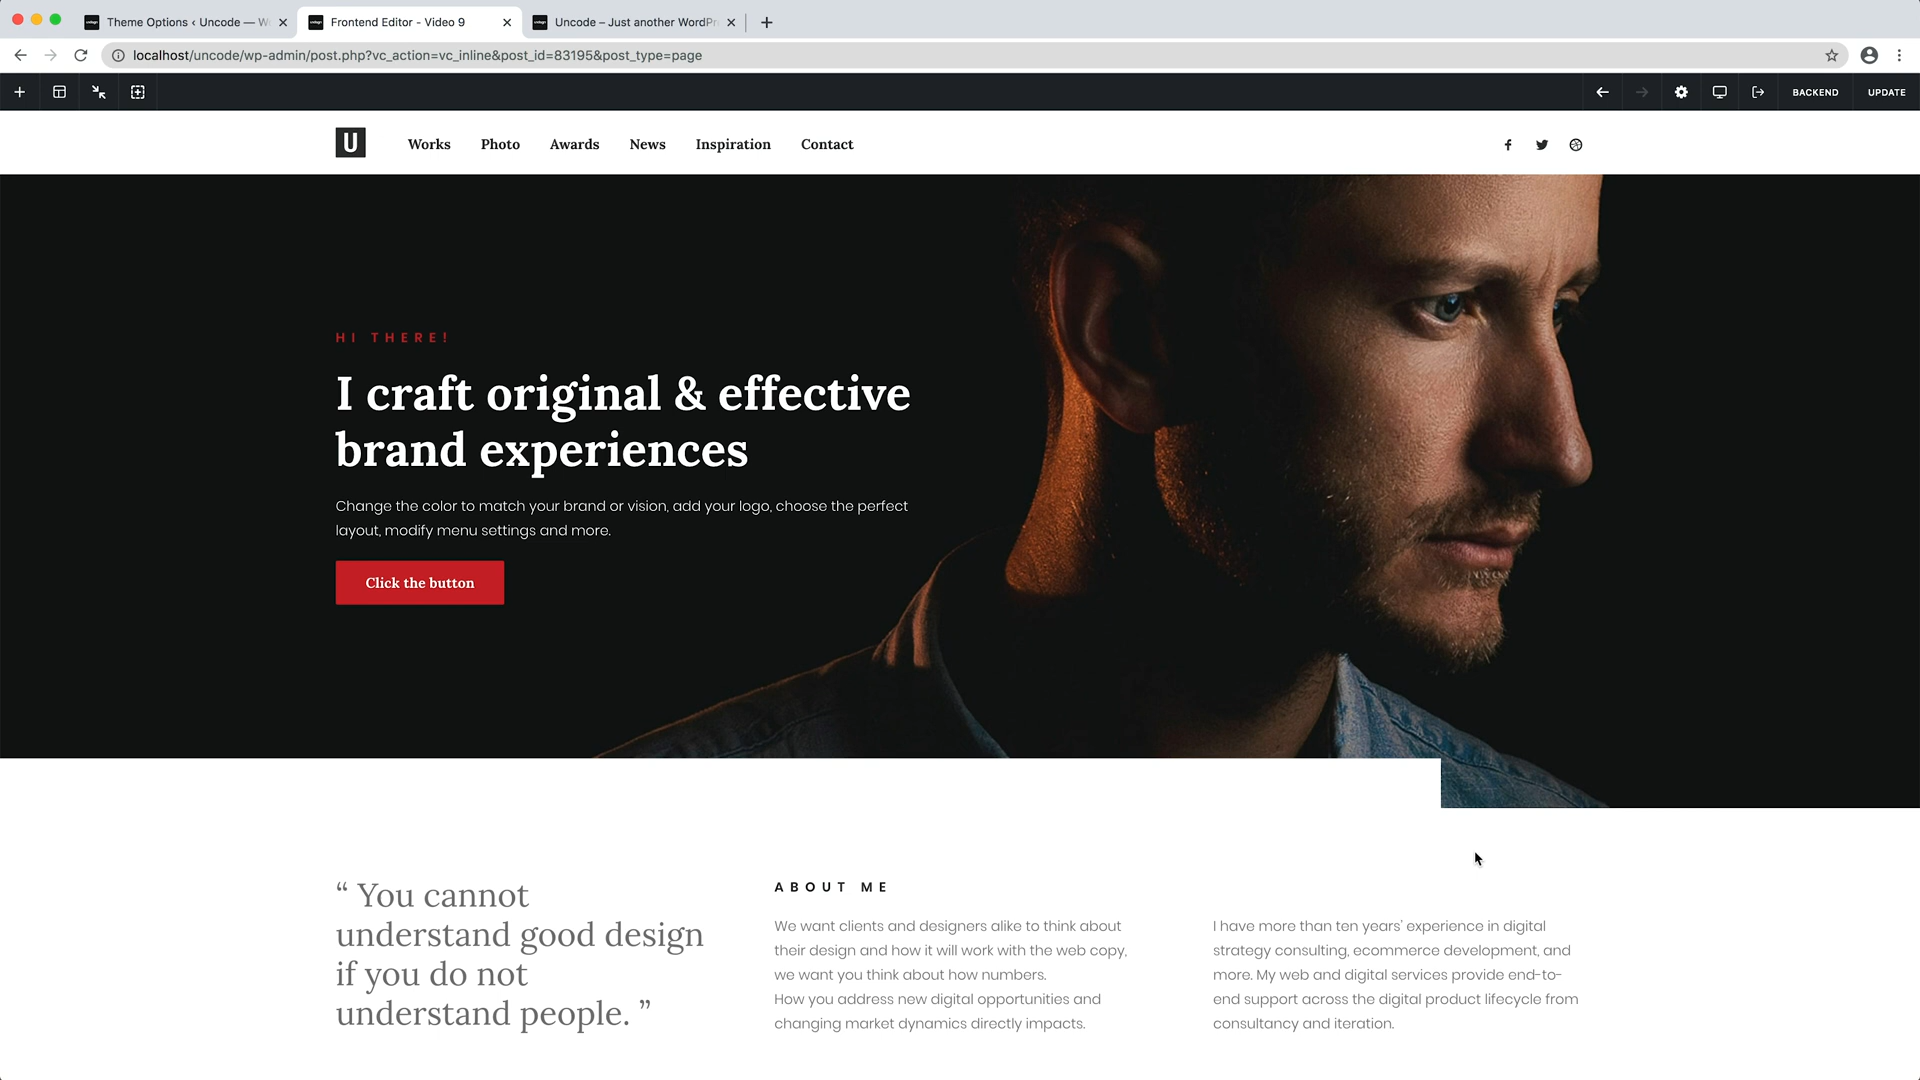 Theme Options ‹ Uncode — W
Frontend Editor - Video 9
Uncode – Just another WordPr
localhost/uncode/wp-admin/post.php?vc_action=vc_inline&post_id=83195&post_type=page
BACKEND
UPDATE
U
Works
Photo
Awards
News
Inspiration
Contact
HI THERE!
I craft original & effective
brand experiences
Change the color to match your brand or vision, add your logo, choose the perfect
layout, modify menu settings and more.
Click the button
“ You cannot
understand good design
if you do not
understand people. ”
ABOUT ME
We want clients and designers alike to think about
their design and how it will work with the web copy,
we want you think about how numbers.
How you address new digital opportunities and
changing market dynamics directly impacts.
I have more than ten years’ experience in digital
strategy consulting, ecommerce development, and
more. My web and digital services provide end-to-
end support across the digital product lifecycle from
consultancy and iteration.